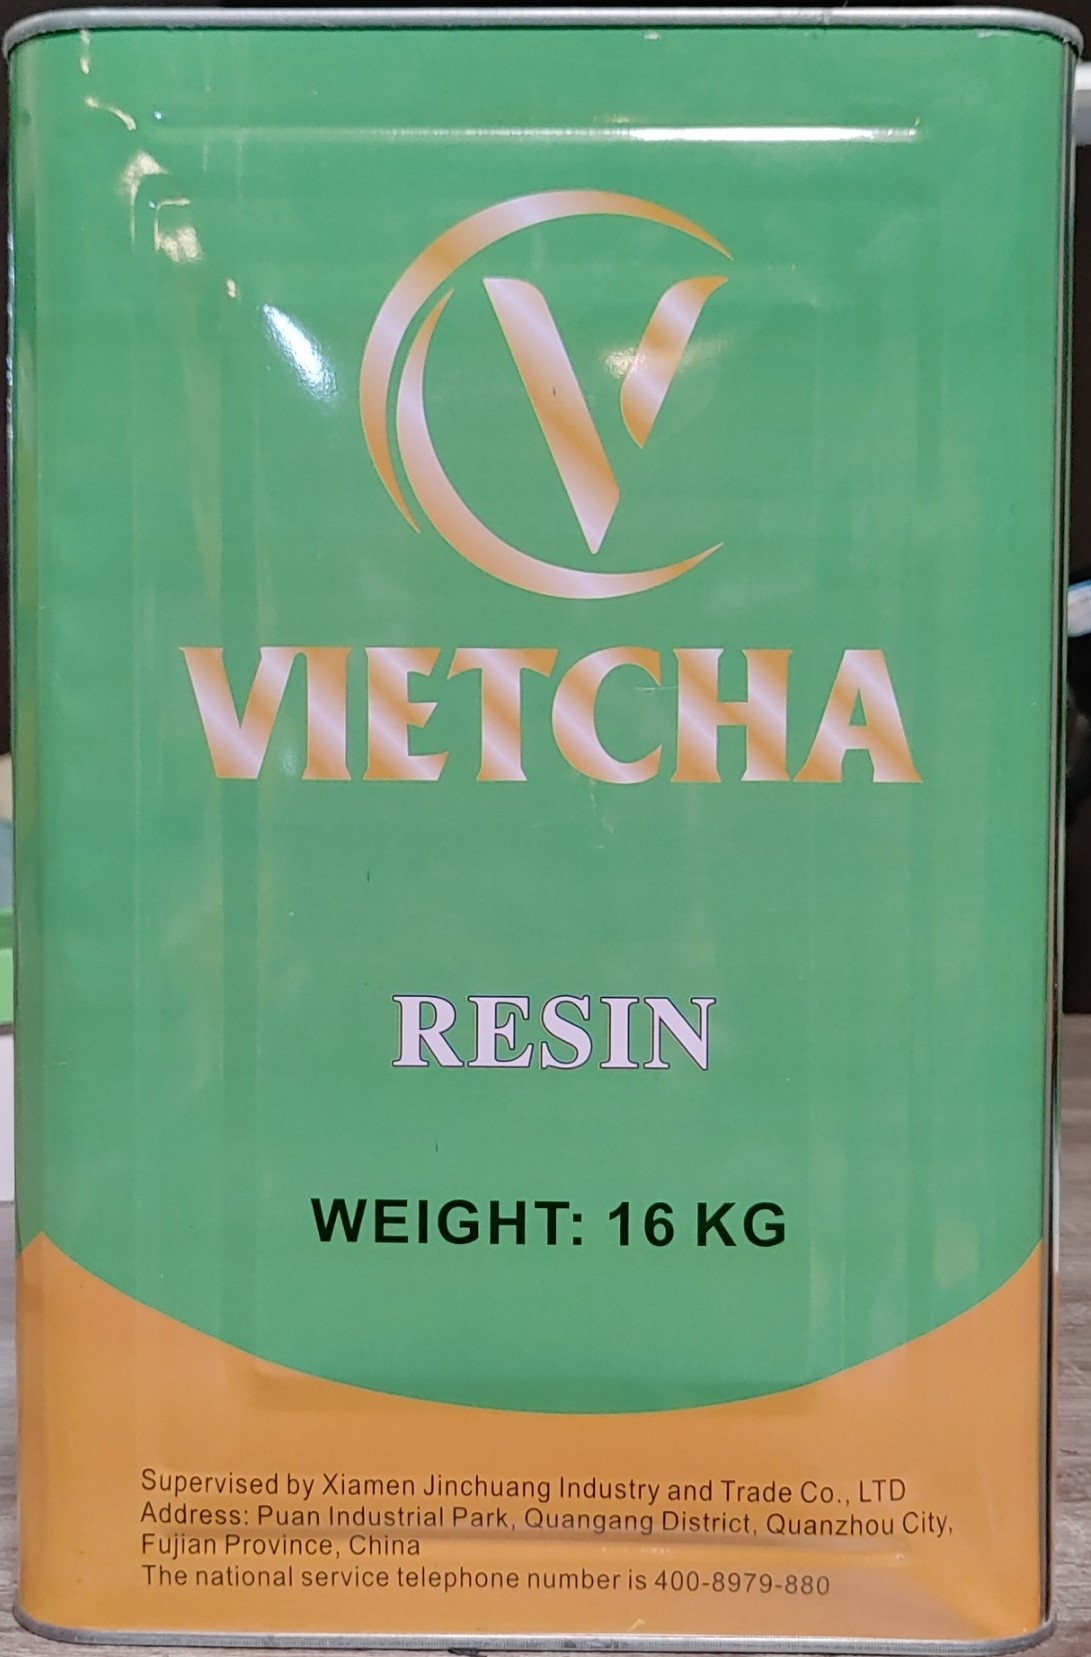 VIETCHA
RESIN
WEIGHT: 16 KG
Supervised by Xiamen Jinchuang Industry and Trade Co., LTD
Address: Puan Industrial Park, Quangang District, Quanzhou City,
Fujian Province, China
The national service telephone number is 400-8979-880